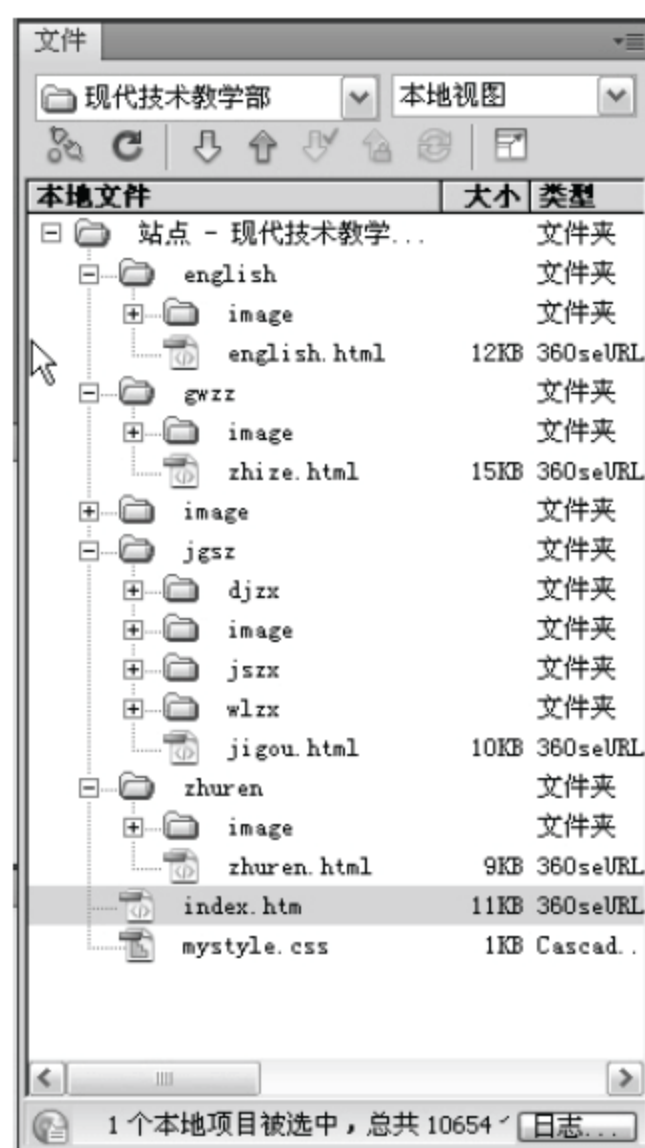 文件
现代技术教学部 本地视图
本地文件 大小 类型
站点 - 现代技术教学... 文件夹
english 文件夹
image 文件夹
english.html 12KB 360seURL
gwzz 文件夹
image 文件夹
zhize.html 15KB 360seURL
image 文件夹
jgsz 文件夹
djzx 文件夹
image 文件夹
jszx 文件夹
wlzx 文件夹
jigou.html 10KB 360seURL
zhuren 文件夹
image 文件夹
zhuren.html 9KB 360seURL
index.htm 11KB 360seURL
mystyle.css 1KB Cascad..
1 个本地项目被选中，总共 10654 日志...